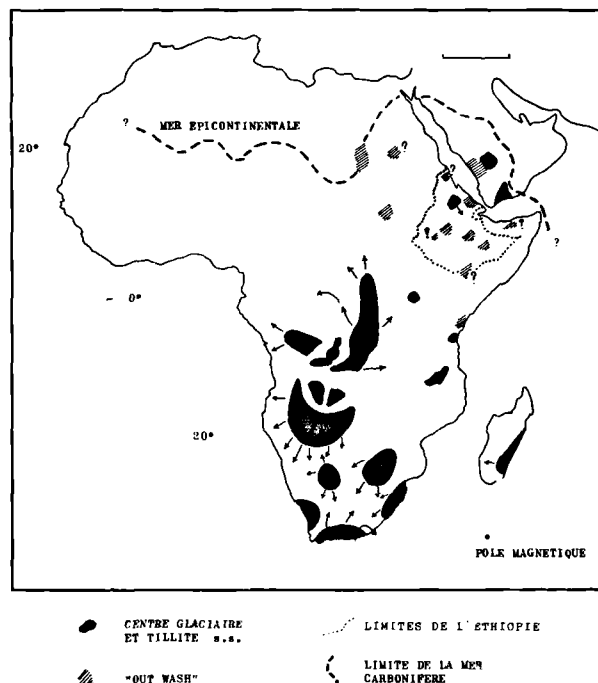 ?
MER EPICONTINENTALE
20°
?
?
?
?
?
?
- 0°
20°
POLE MAGNETIQUE
CENTRE GLACIAIRE
ET TILLITE s.s.
LIMITES DE L'ETHIOPIE
"OUT WASH"
LIMITE DE LA MER
CARBONIFERE